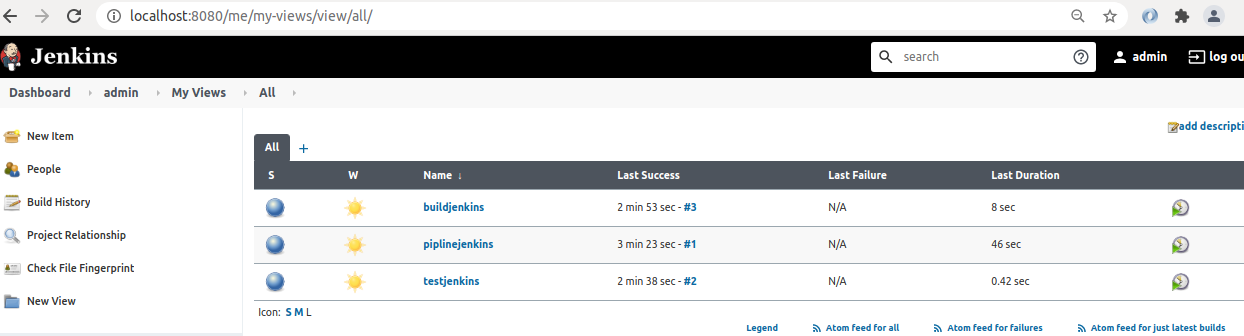 localhost:8080/me/my-views/view/all/
Jenkins
search
admin
log ou
Dashboard
admin
My Views
All
New Item
People
Build History
Project Relationship
Check File Fingerprint
New View
add descripti
All +
S W Name ↓ Last Success Last Failure Last Duration
buildjenkins 2 min 53 sec - #3 N/A 8 sec
piplinejenkins 3 min 23 sec - #1 N/A 46 sec
testjenkins 2 min 38 sec - #2 N/A 0.42 sec
Icon: S M L
Legend Atom feed for all Atom feed for failures Atom feed for just latest builds